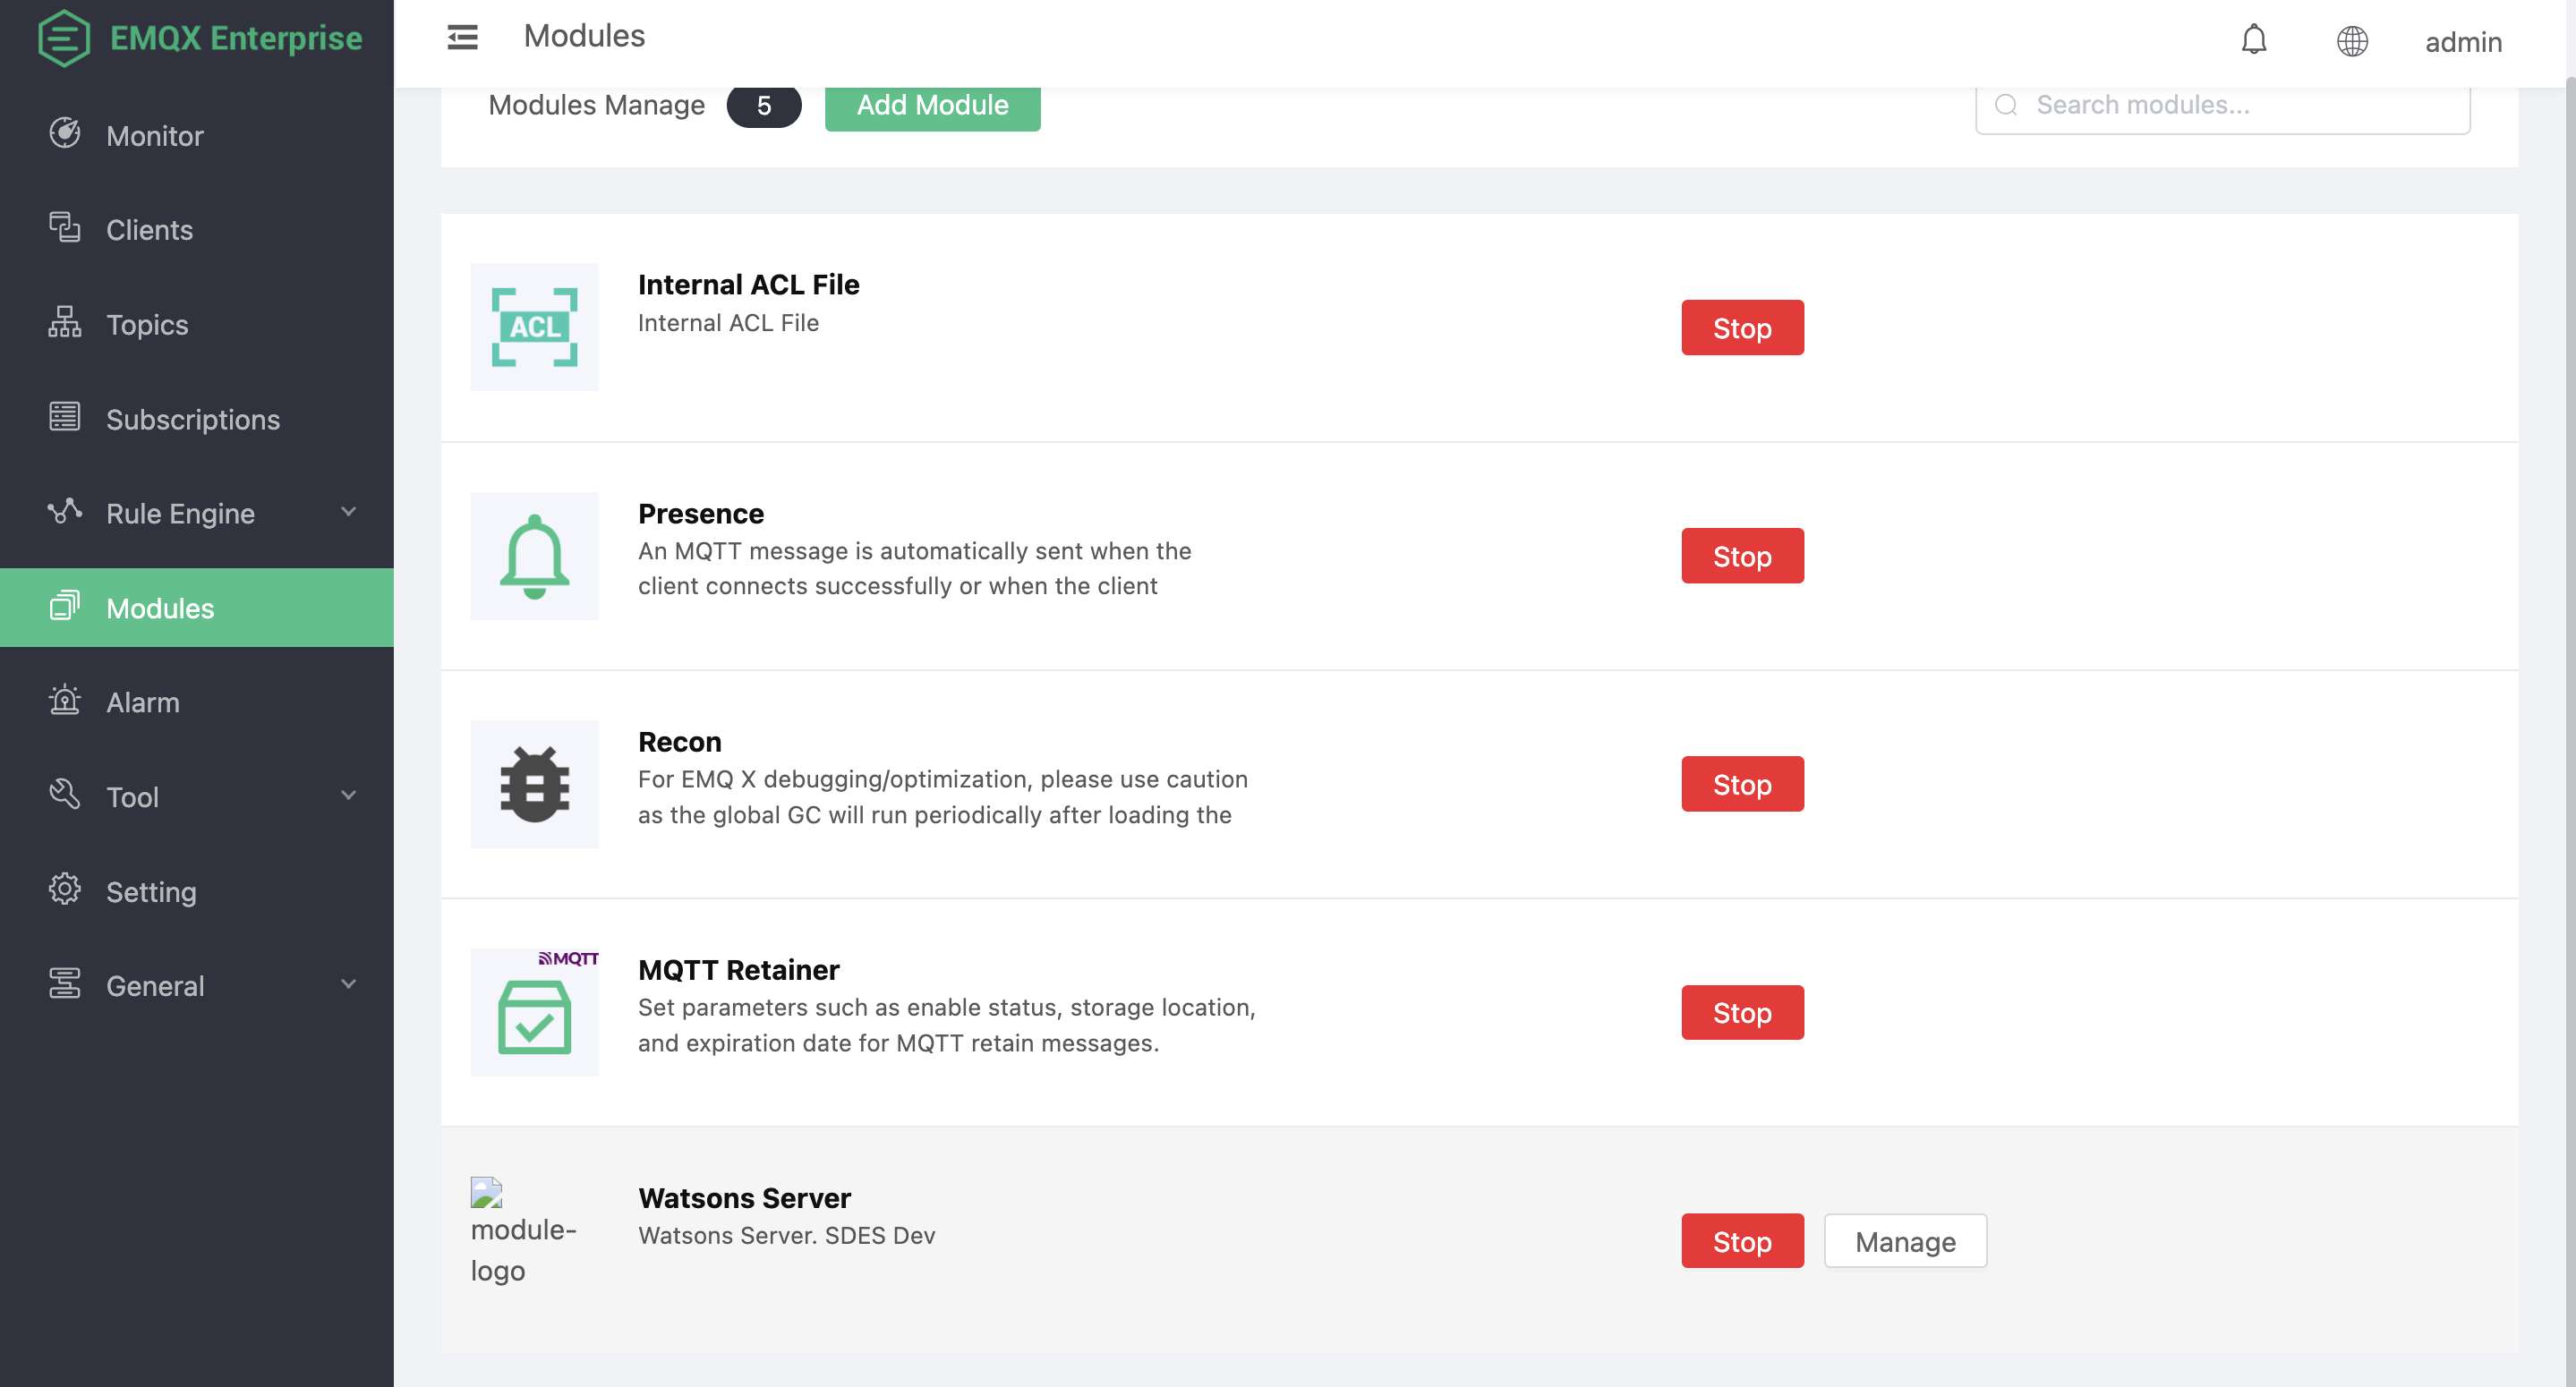 EMQX Enterprise
Modules
admin
Monitor
Clients
Topics
Subscriptions
Rule Engine
Modules
Alarm
Tool
Setting
General
Modules Manage 5 Add Module
Search modules...
ACL
Internal ACL File
Internal ACL File
Stop
Presence
An MQTT message is automatically sent when the
client connects successfully or when the client
Stop
Recon
For EMQ X debugging/optimization, please use caution
as the global GC will run periodically after loading the
Stop
MQTT
MQTT Retainer
Set parameters such as enable status, storage location,
and expiration date for MQTT retain messages.
Stop
module-
logo
Watsons Server
Watsons Server. SDES Dev
Stop Manage